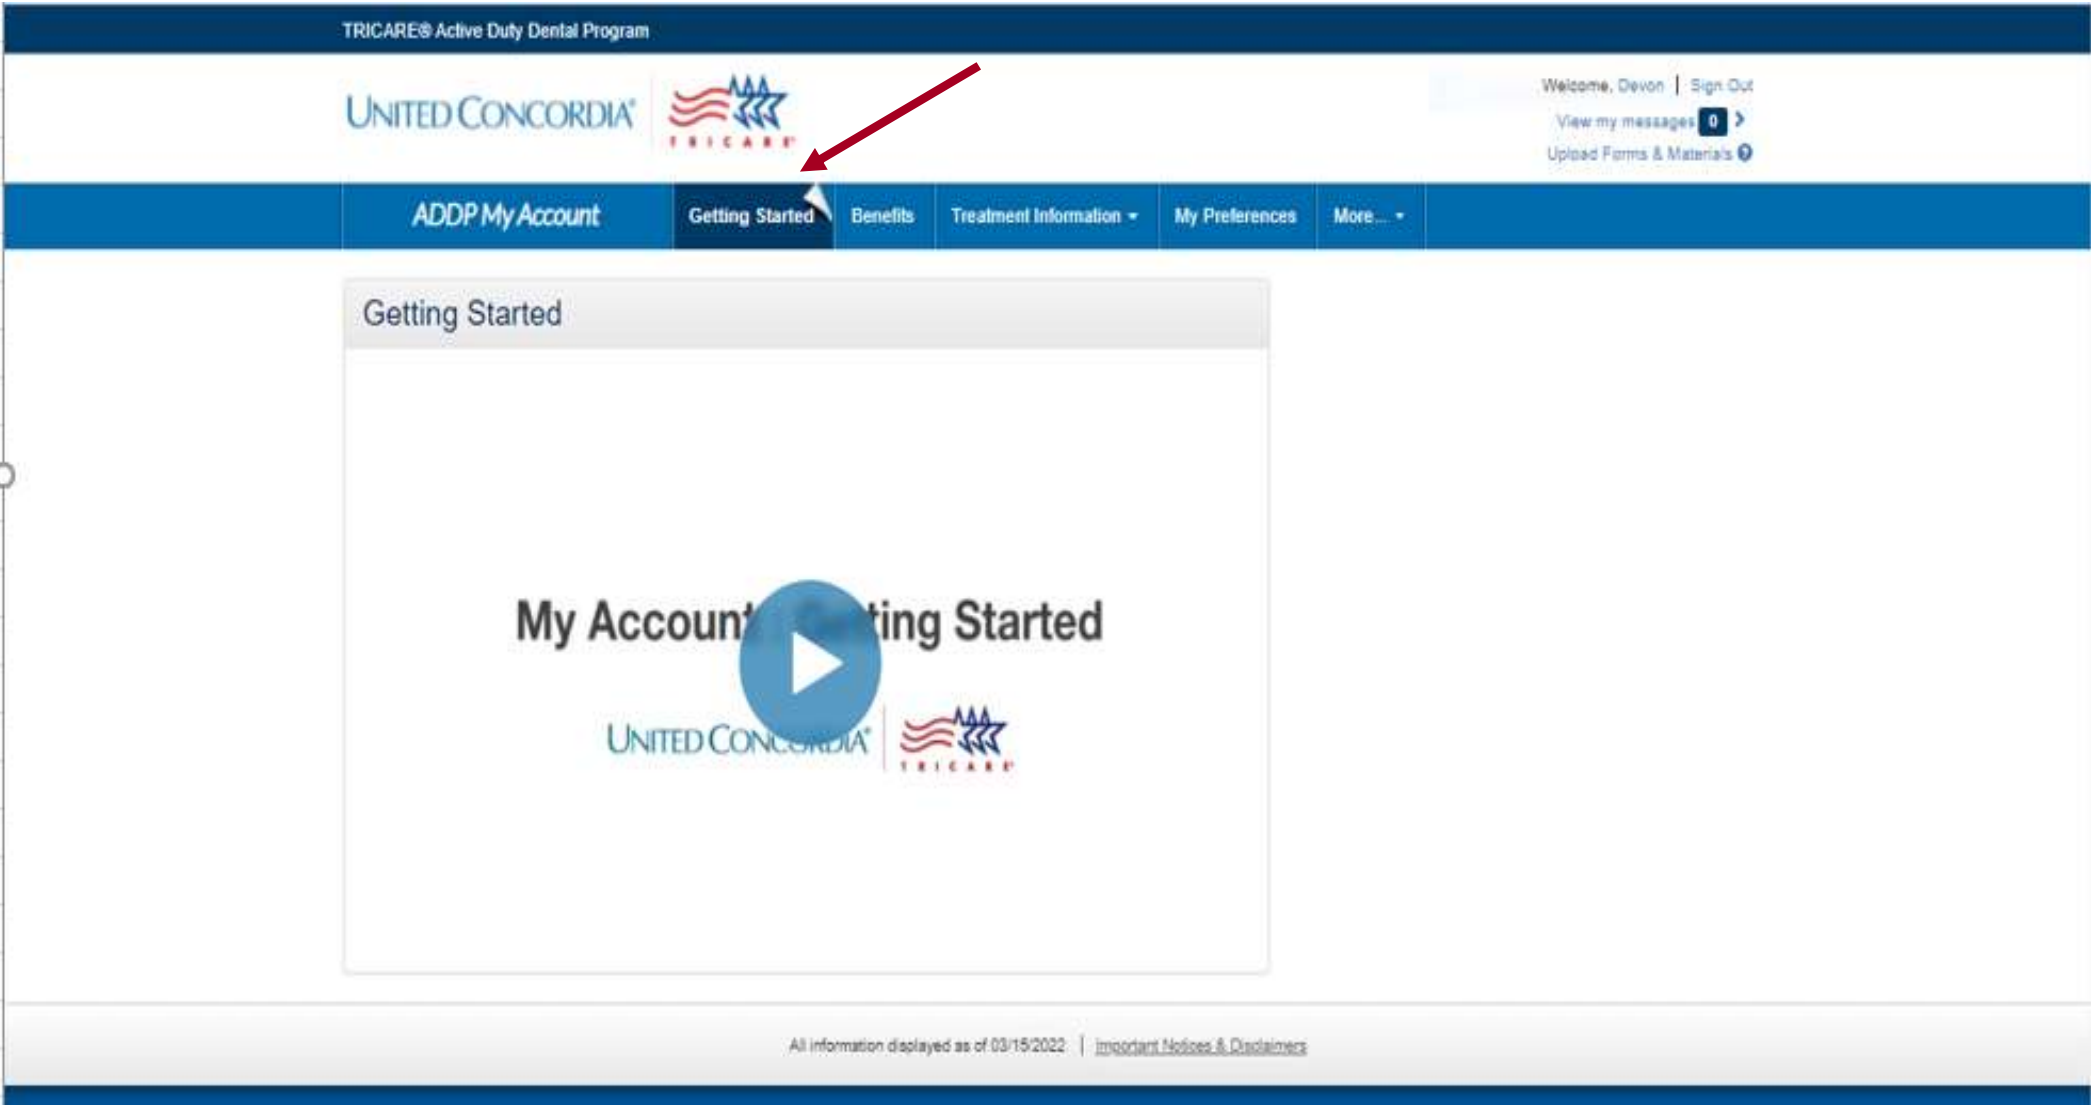 TRICARE® Active Duty Dental Program
UNITED CONCORDIA®
TRICARE®
Welcome, Devon | Sign Out
View my messages 0
Upload Forms & Materials
ADDP My Account
Getting Started
Benefits
Treatment Information
My Preferences
More...
Getting Started
My Account Getting Started
UNITED CONCORDIA®
TRICARE®
All information displayed as of 03/15/2022 | Important Notices & Disclaimers